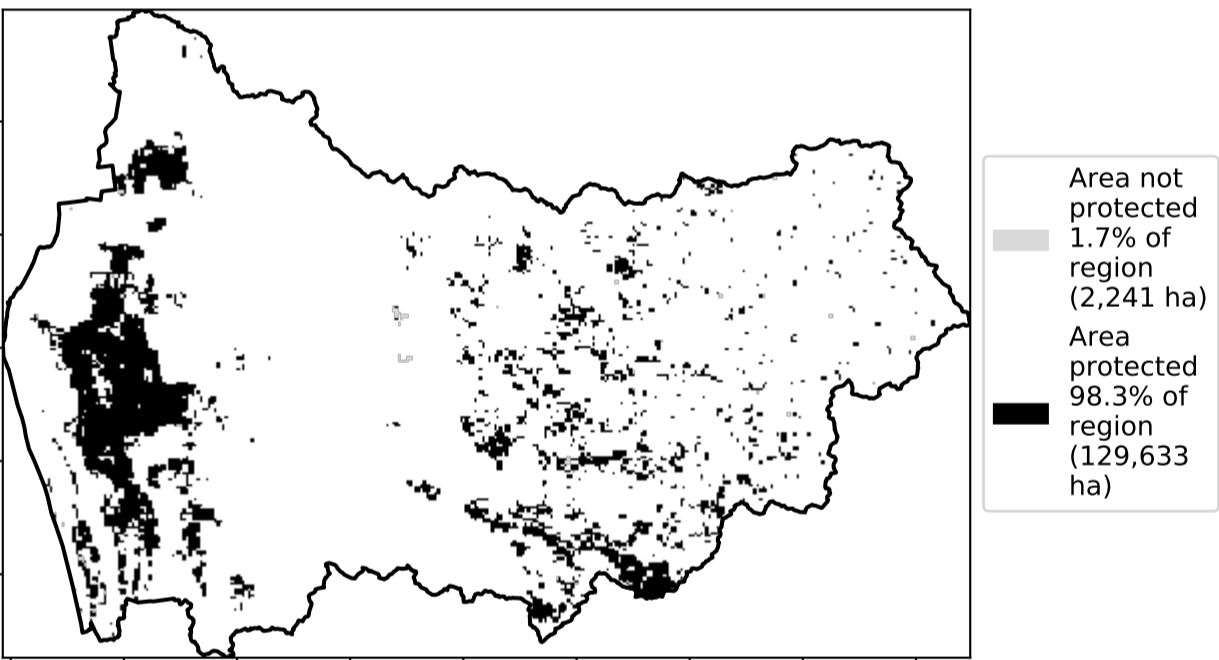 Area not
protected
1.7% of
region
(2,241 ha)
Area
protected
98.3% of
region
(129,633
ha)